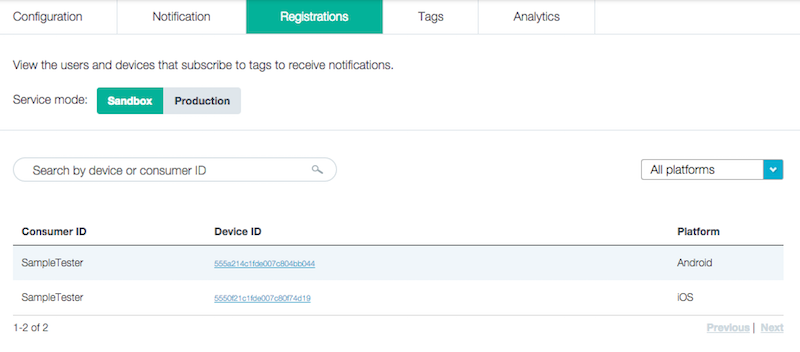 Configuration Notification Registrations Tags Analytics
View the users and devices that subscribe to tags to receive notifications.
Service mode: Sandbox Production
Search by device or consumer ID All platforms
Consumer ID Device ID Platform
SampleTester 555a214c1fde007c804bb044 Android
SampleTester 5550f21c1fde007c80f74d19 iOS
1-2 of 2 Previous | Next